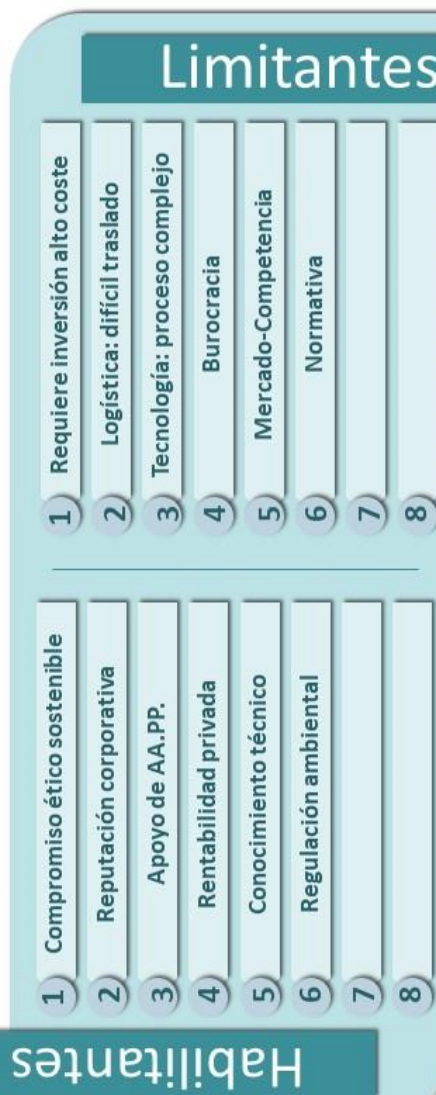 Limitantes
1 Requiere inversión alto coste
2 Logística: difícil traslado
3 Tecnología: proceso complejo
4 Burocracia
5 Mercado-Competencia
6 Normativa
7
8
1 Compromiso ético sostenible
2 Reputación corporativa
3 Apoyo de AA.PP.
4 Rentabilidad privada
5 Conocimiento técnico
6 Regulación ambiental
7
8
Habilitantes